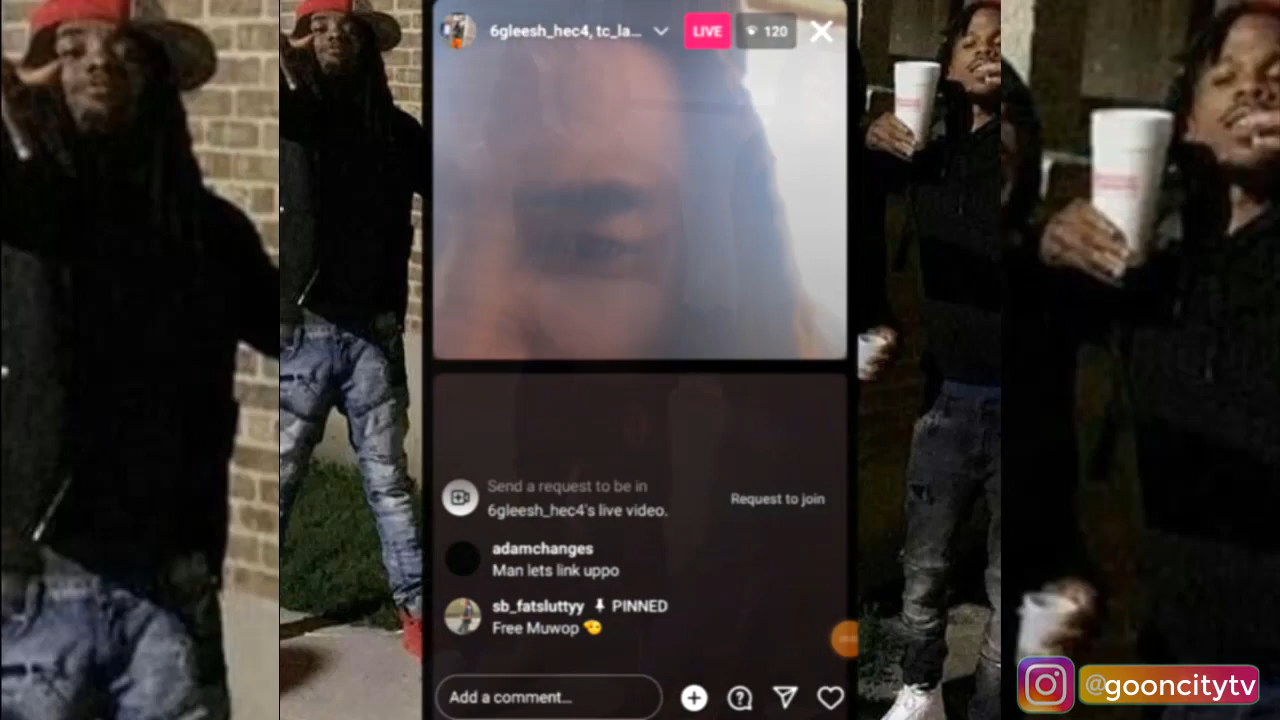 6gleesh_hec4, tc_la...
LIVE
120
Send a request to be in
6gleesh_hec4's live video.
Request to join
adamchanges
Man lets link uppo
sb_fatsluttyy PINNED
Free Muwop 🫡
Add a comment...
@gooncitytv